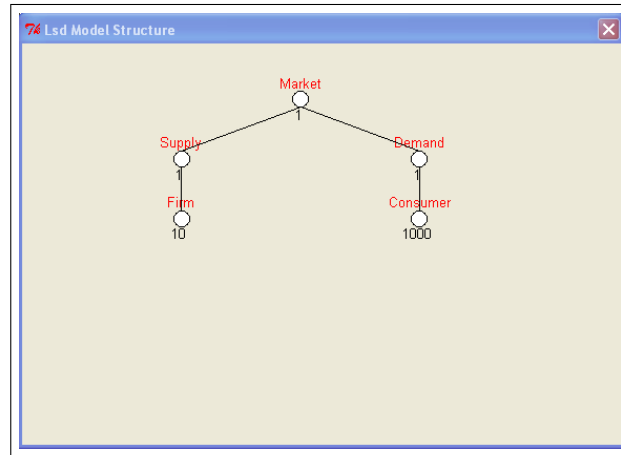 Lsd Model Structure
Market
1
Supply
Demand
1
1
Firm
Consumer
10
1000